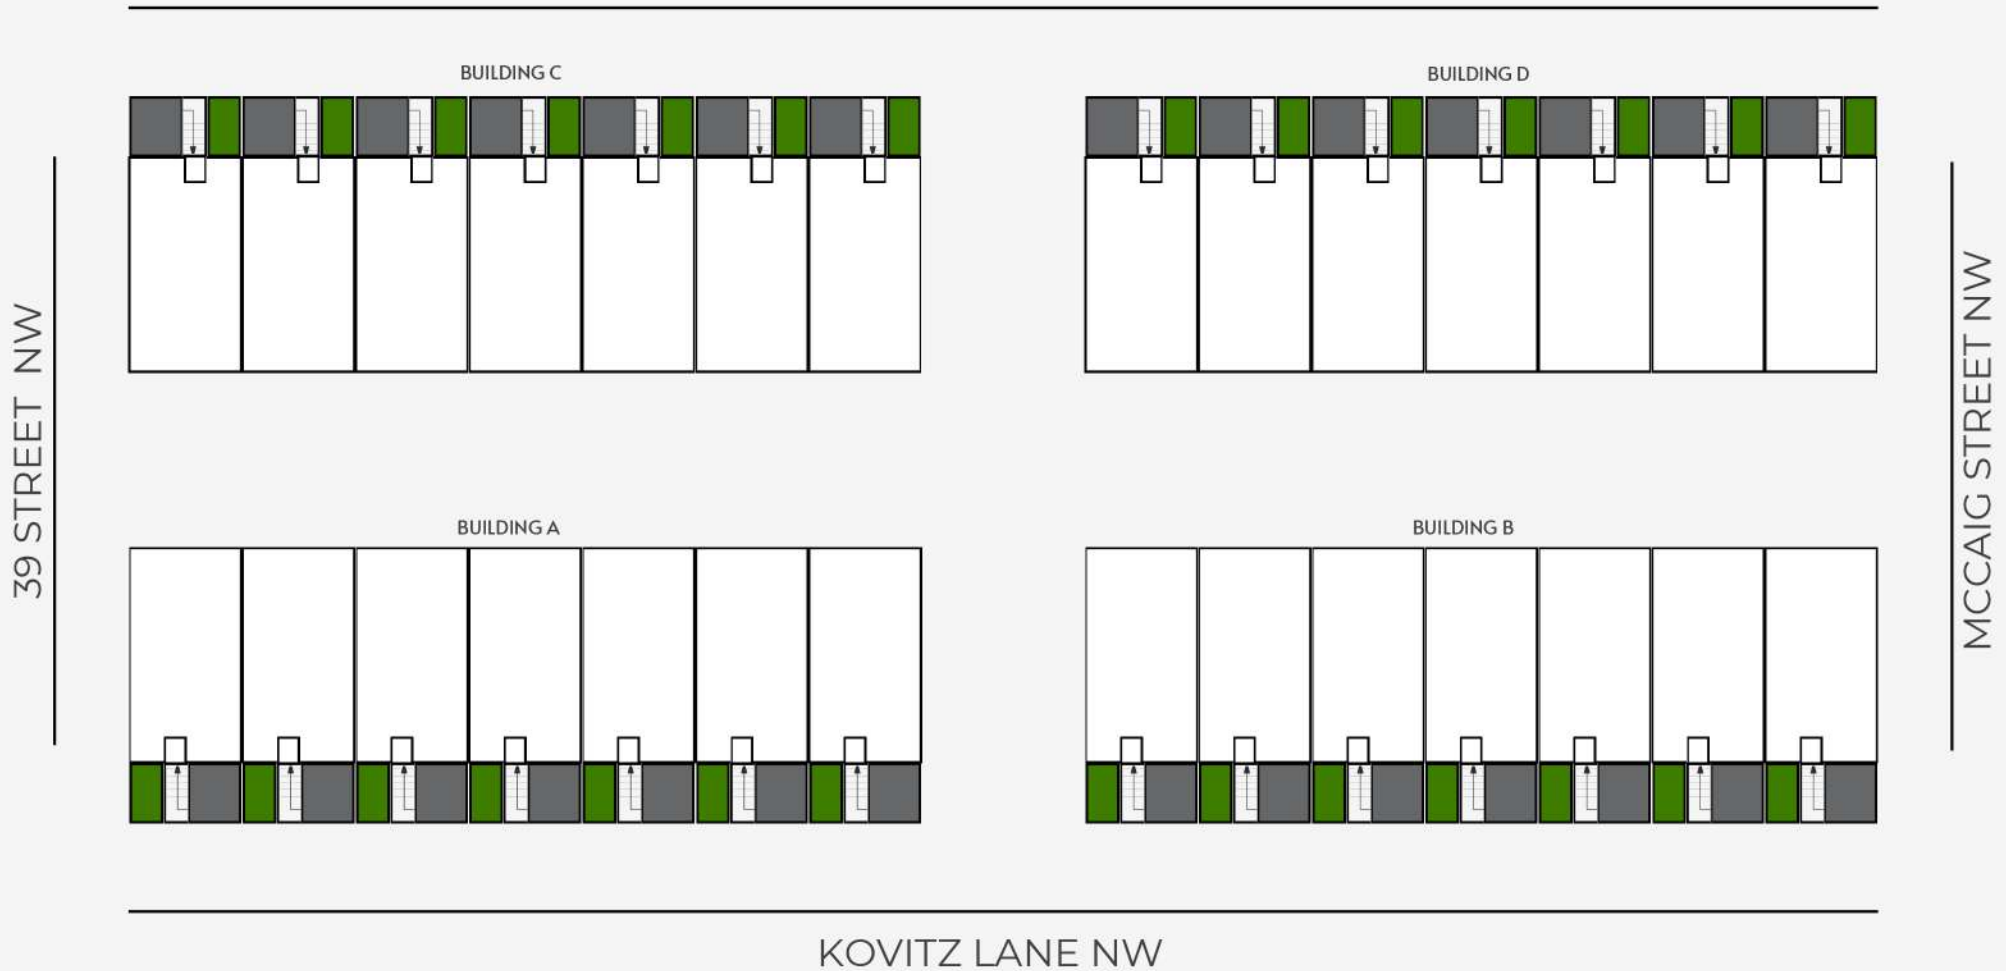 BUILDING C
BUILDING D
39 STREET NW
MCCAIG STREET NW
BUILDING A
BUILDING B
KOVITZ LANE NW